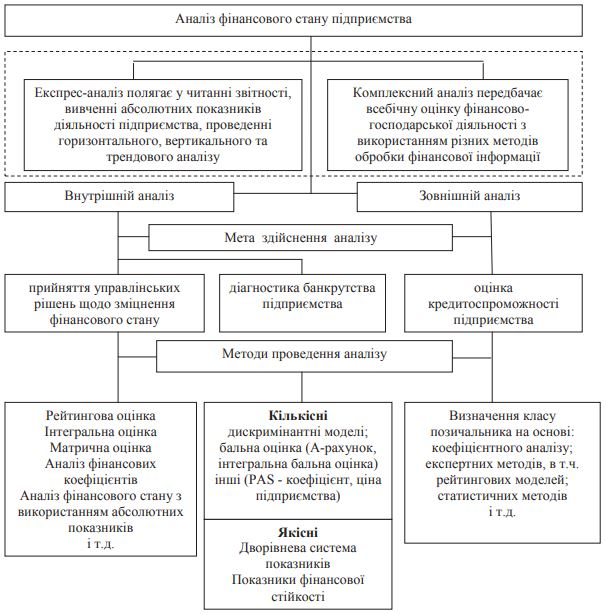 Аналіз фінансового стану підприємства
Експрес-аналіз полягає у читанні звітності,
вивченні абсолютних показників
діяльності підприємства, проведенні
горизонтального, вертикального та
трендового аналізу
Комплексний аналіз передбачає
всебічну оцінку фінансово-
господарської діяльності з
використанням різних методів
обробки фінансової інформації
Внутрішній аналіз
Зовнішній аналіз
Мета здійснення аналізу
прийняття управлінських
рішень щодо зміцнення
фінансового стану
діагностика банкрутства
підприємства
оцінка
кредитоспроможності
підприємства
Методи проведення аналізу
Рейтингова оцінка
Інтегральна оцінка
Матрична оцінка
Аналіз фінансових
коефіцієнтів
Аналіз фінансового стану з
використанням абсолютних
показників
і т.д.
Кількісні
дискримінантні моделі;
бальна оцінка (А-рахунок,
інтегральна бальна оцінка)
інші (PAS - коефіцієнт, ціна
підприємства)
Якісні
Дворівнева система
показників
Показники фінансової
стійкості
Визначення класу
позичальника на основі:
коефіцієнтного аналізу;
експертних методів, в т.ч.
рейтингових моделей;
статистичних методів
і т.д.